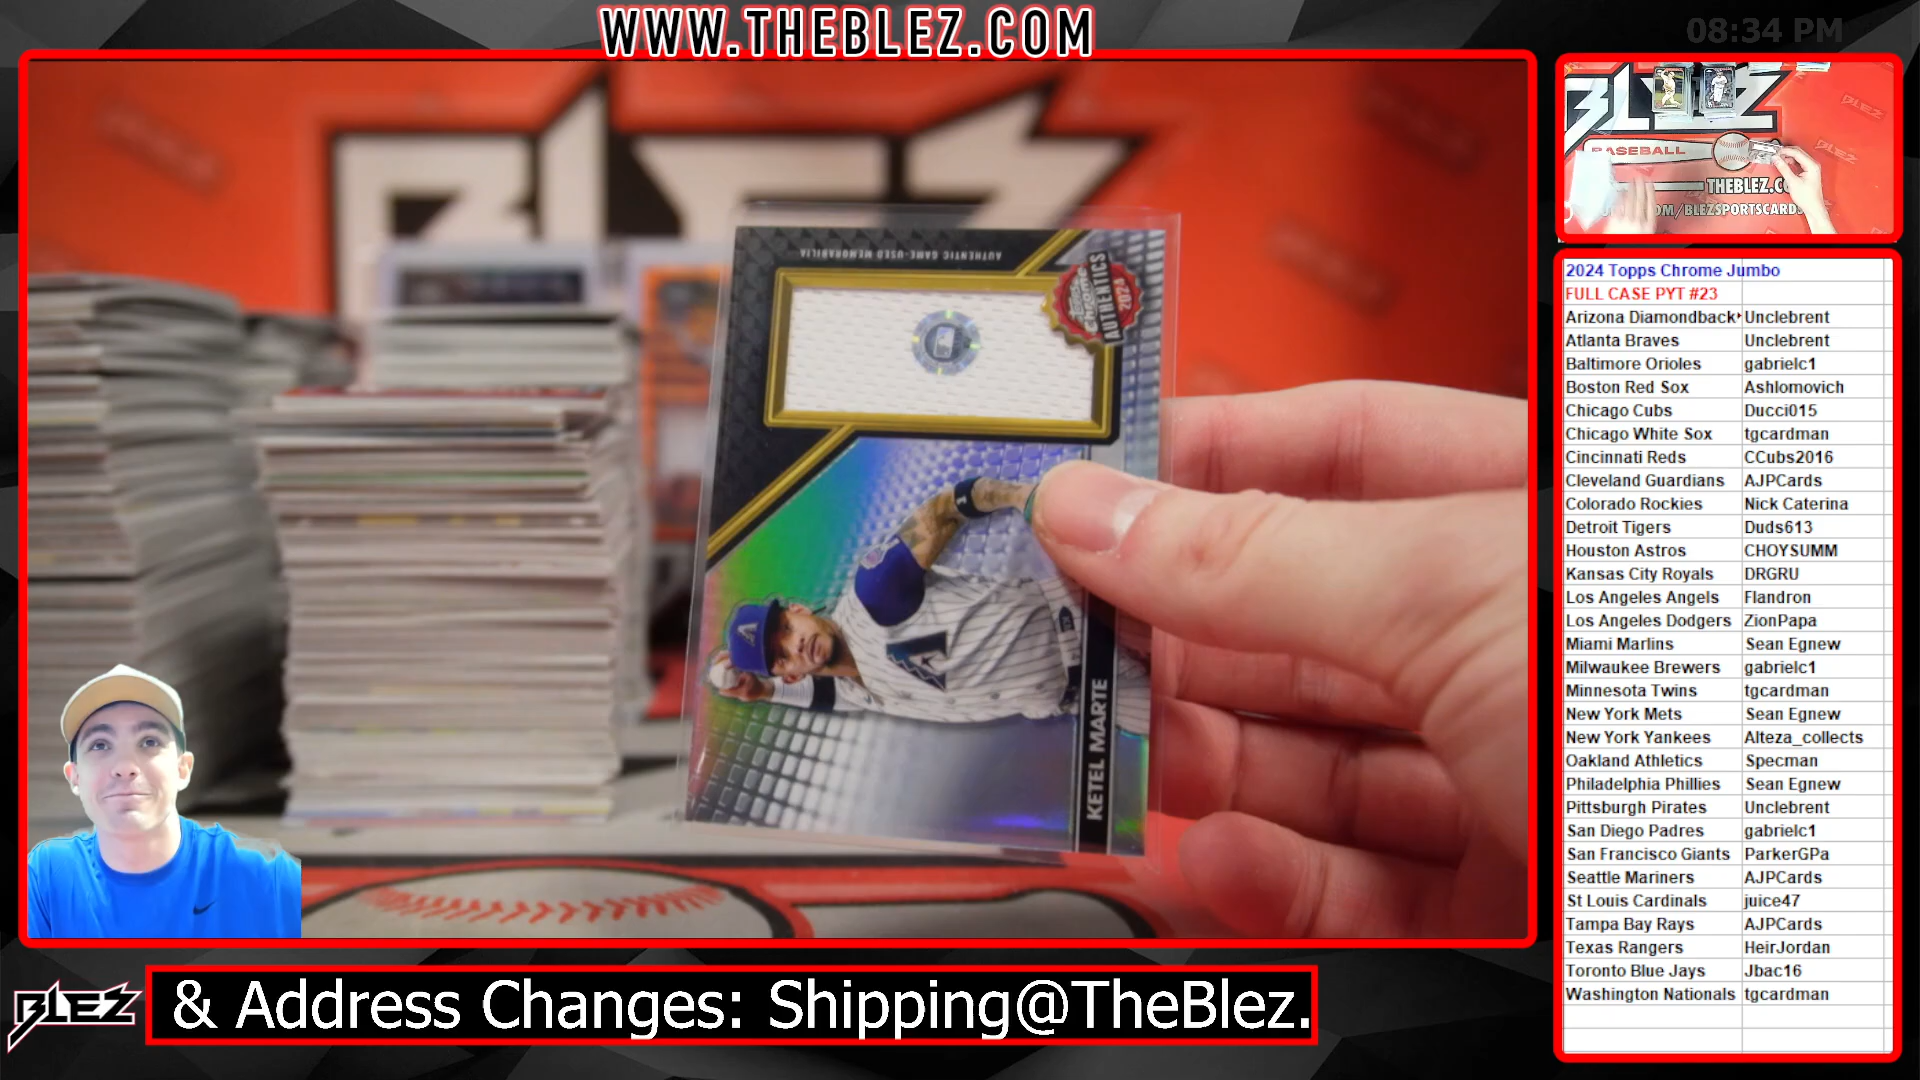 WWW.THEBLEZ.COM
08:34 PM
BLEZ
AUTHENTIC GAME-USED MEMORABILIA
Topps Chrome
AUTHENTICS
2024
KETEL MARTE
BLEZ
BASEBALL
THEBLEZ.CO
OM/BLEZSPORTSCARDS
2024 Topps Chrome Jumbo
FULL CASE PYT #23
Arizona Diamondback Unclebrent
Atlanta Braves Unclebrent
Baltimore Orioles gabrielc1
Boston Red Sox Ashlomovich
Chicago Cubs Ducci015
Chicago White Sox tgcardman
Cincinnati Reds CCubs2016
Cleveland Guardians AJPCards
Colorado Rockies Nick Caterina
Detroit Tigers Duds613
Houston Astros CHOYSUMM
Kansas City Royals DRGRU
Los Angeles Angels Flandron
Los Angeles Dodgers ZionPapa
Miami Marlins Sean Egnew
Milwaukee Brewers gabrielc1
Minnesota Twins tgcardman
New York Mets Sean Egnew
New York Yankees Alteza_collects
Oakland Athletics Specman
Philadelphia Phillies Sean Egnew
Pittsburgh Pirates Unclebrent
San Diego Padres gabrielc1
San Francisco Giants ParkerGPa
Seattle Mariners AJPCards
St Louis Cardinals juice47
Tampa Bay Rays AJPCards
Texas Rangers HeirJordan
Toronto Blue Jays Jbac16
Washington Nationals tgcardman
BLEZ
& Address Changes: Shipping@TheBlez.